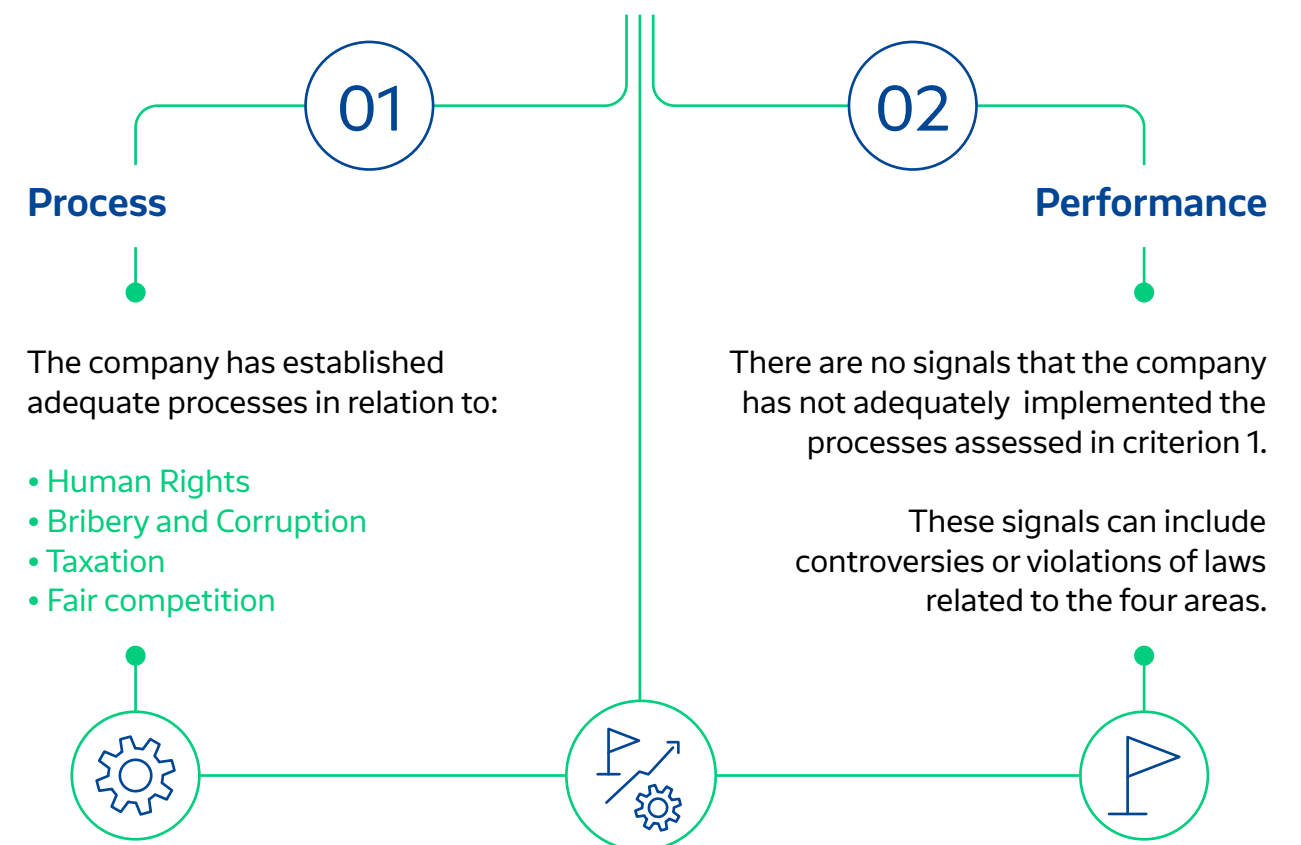 01
Process
The company has established
adequate processes in relation to:
• Human Rights
• Bribery and Corruption
• Taxation
• Fair competition
02
Performance
There are no signals that the company
has not adequately  implemented the
processes assessed in criterion 1.
These signals can include
controversies or violations of laws
related to the four areas.